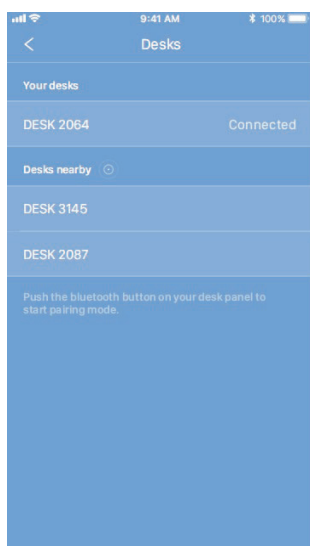 9:41 AM
100%
Desks
Your desks
DESK 2064 Connected
Desks nearby
DESK 3145
DESK 2087
Push the bluetooth button on your desk panel to
start pairing mode.